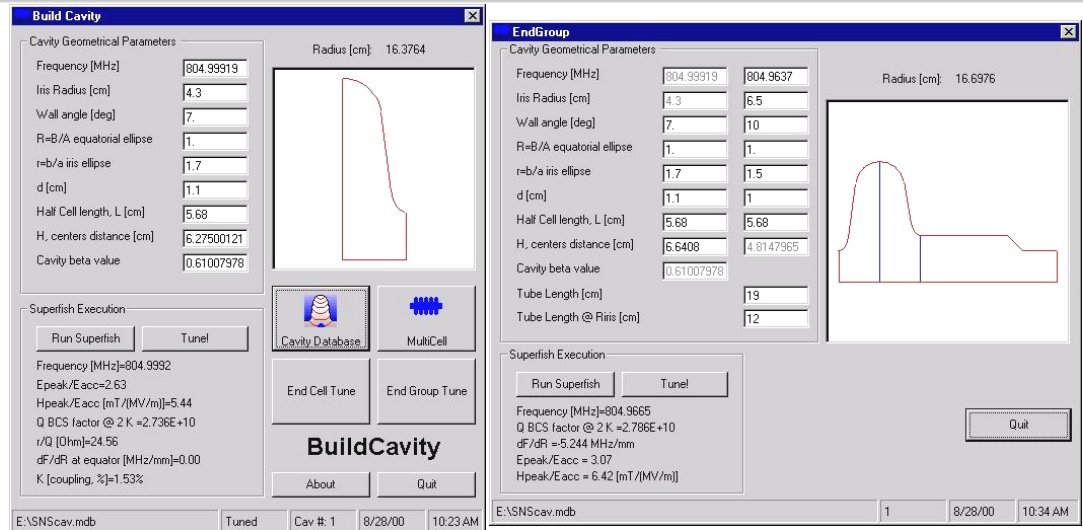 Build Cavity
Cavity Geometrical Parameters
Radius [cm]: 16.3764
Frequency [MHz] 804.99919
Iris Radius [cm] 4.3
Wall angle [deg] 7.
R=B/A equatorial ellipse 1.
r=b/a iris ellipse 1.7
d [cm] 1.1
Half Cell length, L [cm] 5.68
H, centers distance [cm] 6.27500121
Cavity beta value 0.61007978
Superfish Execution
Run Superfish Tune!
Frequency [MHz]=804.9992
Epeak/Eacc=2.63
Hpeak/Eacc [mT/(MV/m)]=5.44
Q BCS factor @ 2 K =2.736E+10
r/Q [Ohm]=24.56
dF/dR at equator [MHz/mm]=0.00
K [coupling, %]=1.53%
Cavity Database MultiCell
End Cell Tune End Group Tune
BuildCavity
About Quit
E:\SNScav.mdb Tuned Cav #: 1 8/28/00 10:23 AM
EndGroup
Cavity Geometrical Parameters
Radius [cm]: 16.6976
Frequency [MHz] 804.99919 804.9637
Iris Radius [cm] 4.3 6.5
Wall angle [deg] 7. 10
R=B/A equatorial ellipse 1. 1.
r=b/a iris ellipse 1.7 1.5
d [cm] 1.1 1
Half Cell length, L [cm] 5.68 5.68
H, centers distance [cm] 6.6408 4.8147965
Cavity beta value 0.61007978
Tube Length [cm] 19
Tube Length @ Riris [cm] 12
Superfish Execution
Run Superfish Tune!
Frequency [MHz]=804.9665
Q BCS factor @ 2 K =2.786E+10
dF/dR =-5.244 MHz/mm
Epeak/Eacc = 3.07
Hpeak/Eacc = 6.42 [mT/(MV/m)]
Quit
E:\SNScav.mdb 1 8/28/00 10:34 AM